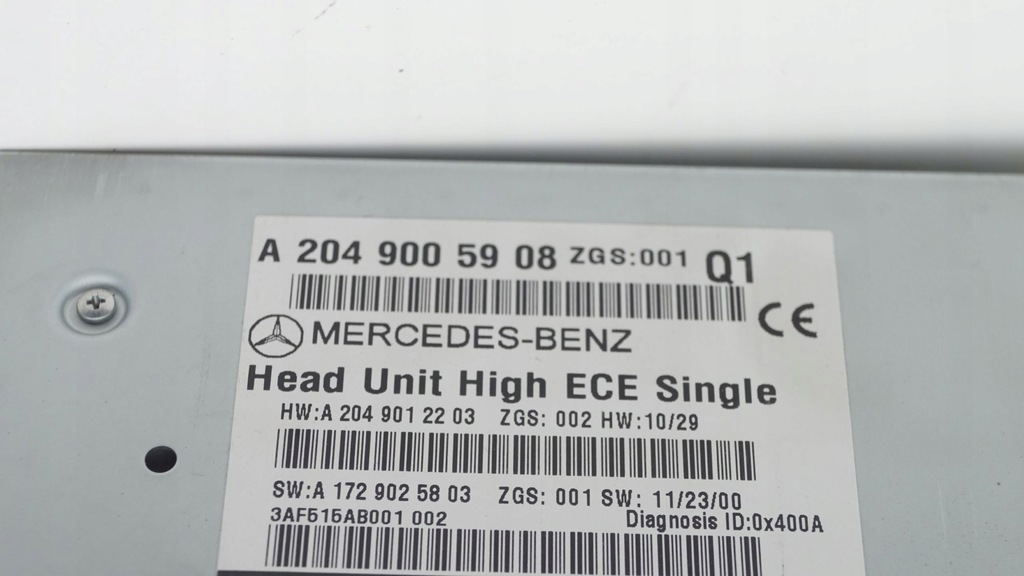 A 204 900 59 08 ZGS:001 Q1
MERCEDES-BENZ CE
Head Unit High ECE Single
HW:A 204 901 22 03 ZGS: 002 HW:10/29
SW:A 172 902 58 03 ZGS: 001 SW: 11/23/00
3AF515AB001 002 Diagnosis ID:0x400A